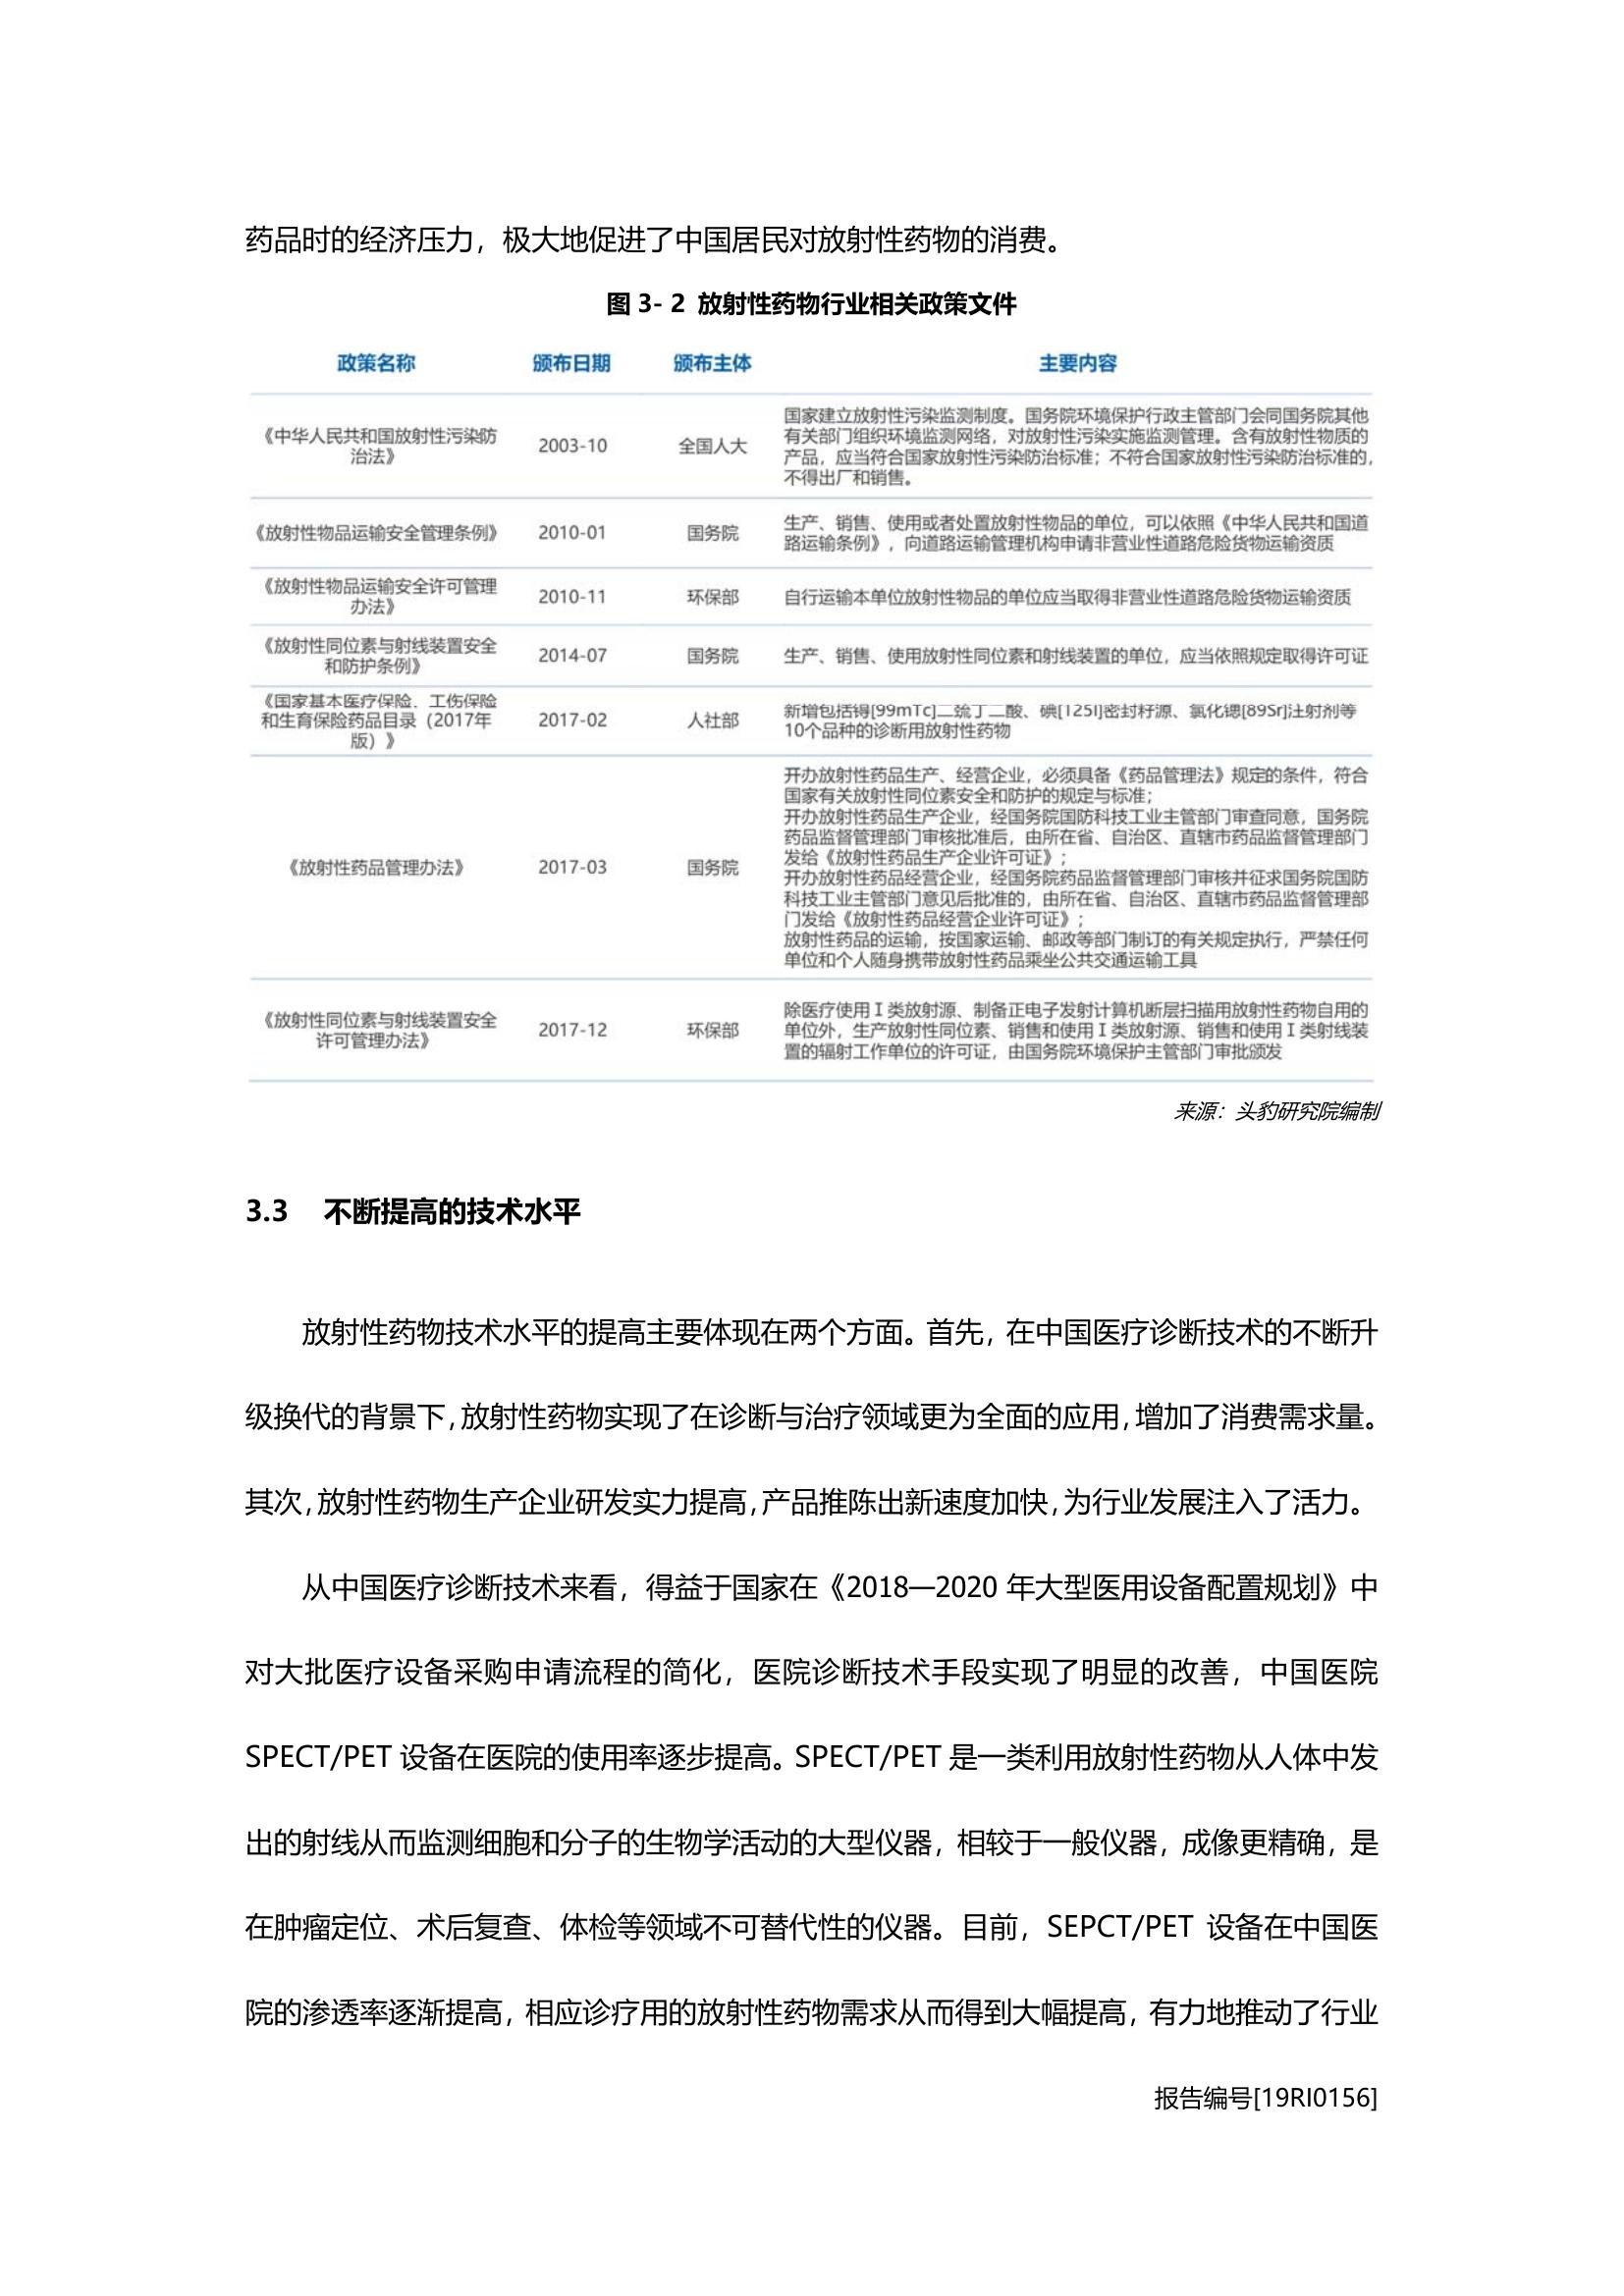 药品时的经济压力，极大地促进了中国居民对放射性药物的消费。
图 3- 2 放射性药物行业相关政策文件
政策名称 颁布日期 颁布主体 主要内容
《中华人民共和国放射性污染防
治法》
2003-10 全国人大
国家建立放射性污染监测制度。国务院环境保护行政主管部门会同国务院其他
有关部门组织环境监测网络，对放射性污染实施监测管理。含有放射性物质的
产品，应当符合国家放射性污染防治标准；不符合国家放射性污染防治标准的，
不得出厂和销售。
《放射性物品运输安全管理条例》 2010-01 国务院
生产、销售、使用或者处置放射性物品的单位，可以依照《中华人民共和国道
路运输条例》，向道路运输管理机构申请非营业性道路危险货物运输资质
《放射性物品运输安全许可管理
办法》
2010-11 环保部 自行运输本单位放射性物品的单位应当取得非营业性道路危险货物运输资质
《放射性同位素与射线装置安全
和防护条例》
2014-07 国务院 生产、销售、使用放射性同位素和射线装置的单位，应当依照规定取得许可证
《国家基本医疗保险、工伤保险
和生育保险药品目录（2017年
版）》
2017-02 人社部
新增包括锝[99mTc]二巯丁二酸、碘[125I]密封籽源、氯化锶[89Sr]注射剂等
10个品种的诊断用放射性药物
《放射性药品管理办法》 2017-03 国务院
开办放射性药品生产、经营企业，必须具备《药品管理法》规定的条件，符合
国家有关放射性同位素安全和防护的规定与标准；
开办放射性药品生产企业，经国务院国防科技工业主管部门审查同意，国务院
药品监督管理部门审核批准后，由所在省、自治区、直辖市药品监督管理部门
发给《放射性药品生产企业许可证》；
开办放射性药品经营企业，经国务院药品监督管理部门审核并征求国务院国防
科技工业主管部门意见后批准的，由所在省、自治区、直辖市药品监督管理部
门发给《放射性药品经营企业许可证》；
放射性药品的运输，按国家运输、邮政等部门制订的有关规定执行，严禁任何
单位和个人随身携带放射性药品乘坐公共交通运输工具
《放射性同位素与射线装置安全
许可管理办法》
2017-12 环保部
除医疗使用Ⅰ类放射源、制备正电子发射计算机断层扫描用放射性药物自用的
单位外，生产放射性同位素、销售和使用Ⅰ类放射源、销售和使用Ⅰ类射线装
置的辐射工作单位的许可证，由国务院环境保护主管部门审批颁发
来源：头豹研究院编制
3.3 不断提高的技术水平
放射性药物技术水平的提高主要体现在两个方面。首先，在中国医疗诊断技术的不断升
级换代的背景下，放射性药物实现了在诊断与治疗领域更为全面的应用，增加了消费需求量。
其次，放射性药物生产企业研发实力提高，产品推陈出新速度加快，为行业发展注入了活力。
从中国医疗诊断技术来看，得益于国家在《2018—2020 年大型医用设备配置规划》中
对大批医疗设备采购申请流程的简化，医院诊断技术手段实现了明显的改善，中国医院
SPECT/PET 设备在医院的使用率逐步提高。SPECT/PET 是一类利用放射性药物从人体中发
出的射线从而监测细胞和分子的生物学活动的大型仪器，相较于一般仪器，成像更精确，是
在肿瘤定位、术后复查、体检等领域不可替代性的仪器。目前，SEPCT/PET 设备在中国医
院的渗透率逐渐提高，相应诊疗用的放射性药物需求从而得到大幅提高，有力地推动了行业
报告编号[19RI0156]